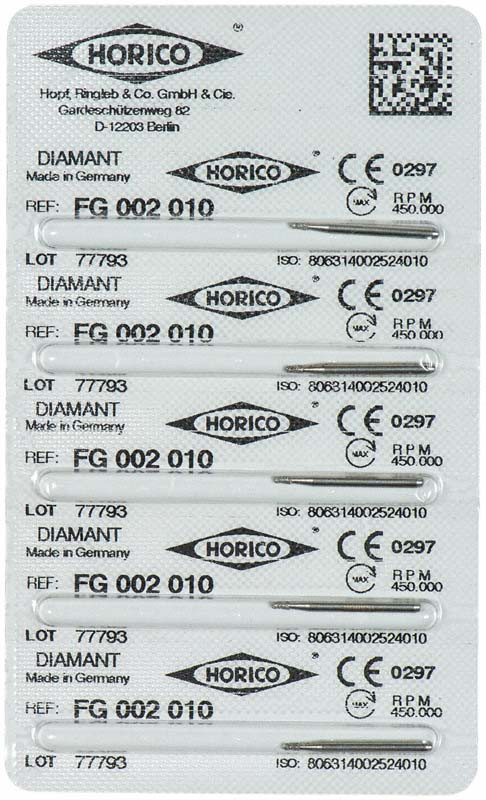 HORICO ®
Hopf, Ringleb & Co. GmbH & Cie.
Gardeschützenweg 82
D-12203 Berlin
DIAMANT HORICO ® CE 0297
Made in Germany
REF: FG 002 010 MAX RPM 450.000
LOT 77793 ISO: 806314002524010
DIAMANT HORICO ® CE 0297
Made in Germany
REF: FG 002 010 MAX RPM 450.000
LOT 77793 ISO: 806314002524010
DIAMANT HORICO ® CE 0297
Made in Germany
REF: FG 002 010 MAX RPM 450.000
LOT 77793 ISO: 806314002524010
DIAMANT HORICO ® CE 0297
Made in Germany
REF: FG 002 010 MAX RPM 450.000
LOT 77793 ISO: 806314002524010
DIAMANT HORICO ® CE 0297
Made in Germany
REF: FG 002 010 MAX RPM 450.000
LOT 77793 ISO: 806314002524010